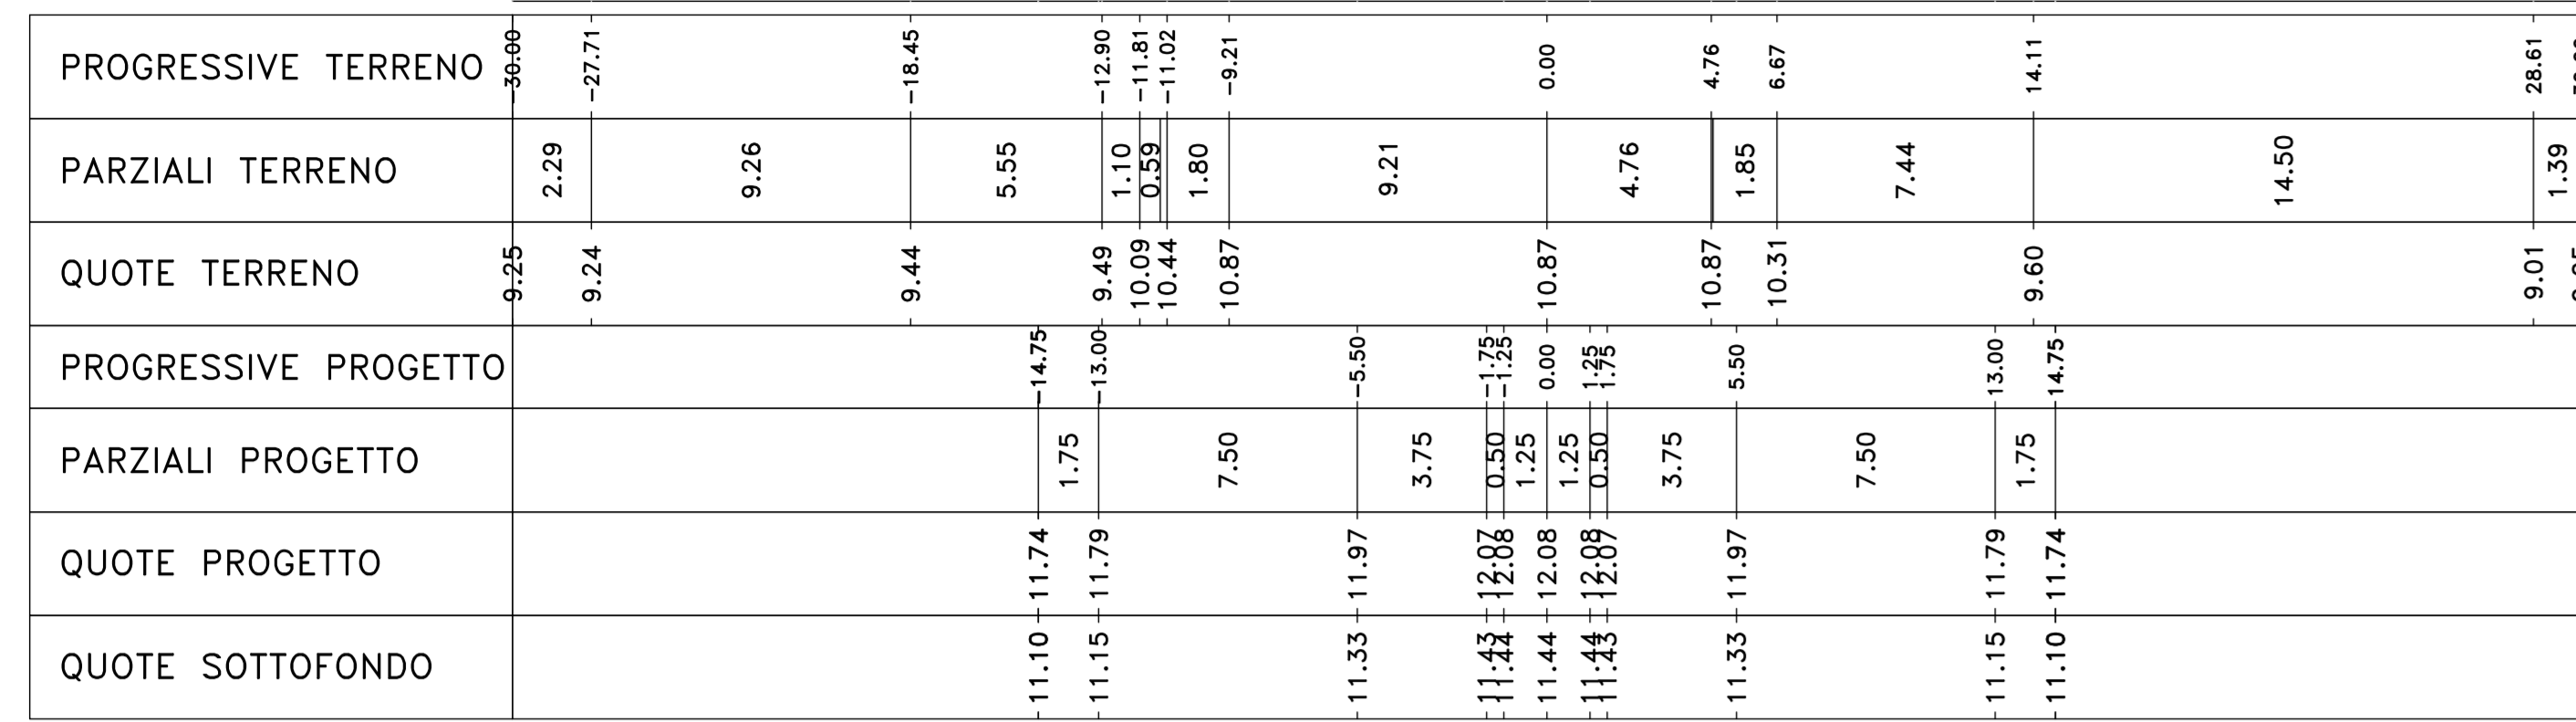 PROGRESSIVE TERRENO -30.00 -27.71 -18.45 -12.90 -11.81 -11.02 -9.21 0.00 4.76 6.67 14.11 28.61
PARZIALI TERRENO 2.29 9.26 5.55 1.10 0.59 1.80 9.21 4.76 1.85 7.44 14.50 1.39
QUOTE TERRENO 9.25 9.24 9.44 9.49 10.09 10.44 10.87 10.87 10.87 10.31 9.60 9.01
PROGRESSIVE PROGETTO -14.75 -13.00 -5.50 -1.75 -1.25 0.00 1.25 1.75 5.50 13.00 14.75
PARZIALI PROGETTO 1.75 7.50 3.75 0.50 1.25 1.25 0.50 3.75 7.50 1.75
QUOTE PROGETTO 11.74 11.79 11.97 12.07 12.08 12.08 12.08 12.07 11.97 11.79 11.74
QUOTE SOTTOFONDO 11.10 11.15 11.33 11.43 11.44 11.44 11.44 11.43 11.33 11.15 11.10